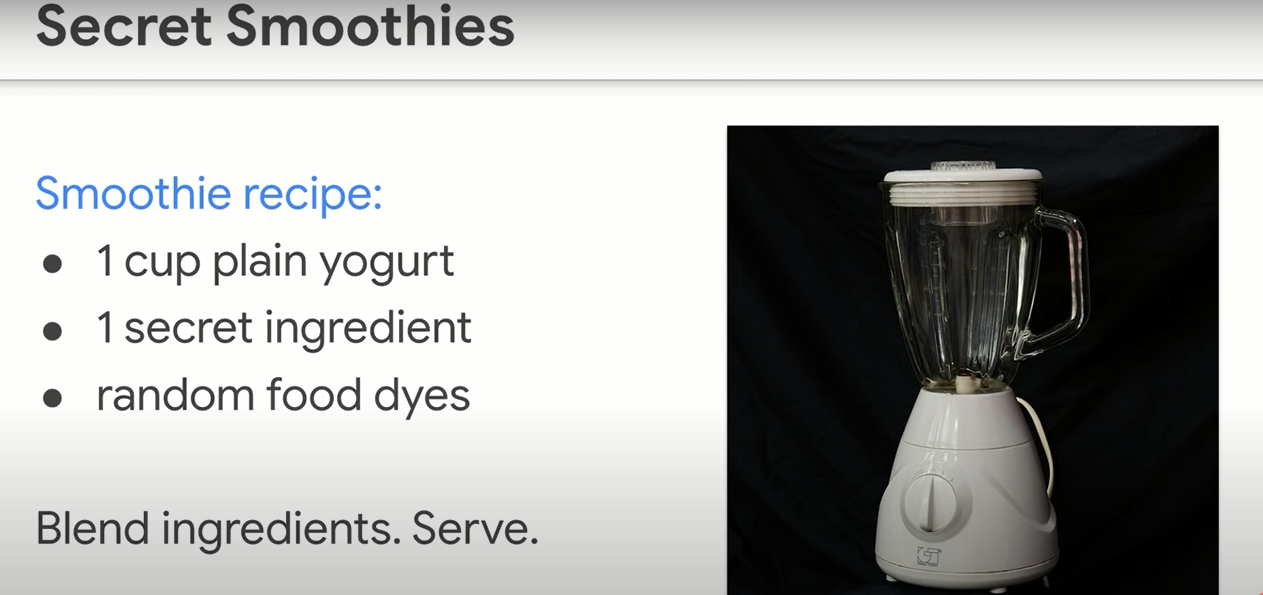 Secret Smoothies
Smoothie recipe:
● 1 cup plain yogurt
● 1 secret ingredient
● random food dyes
Blend ingredients. Serve.